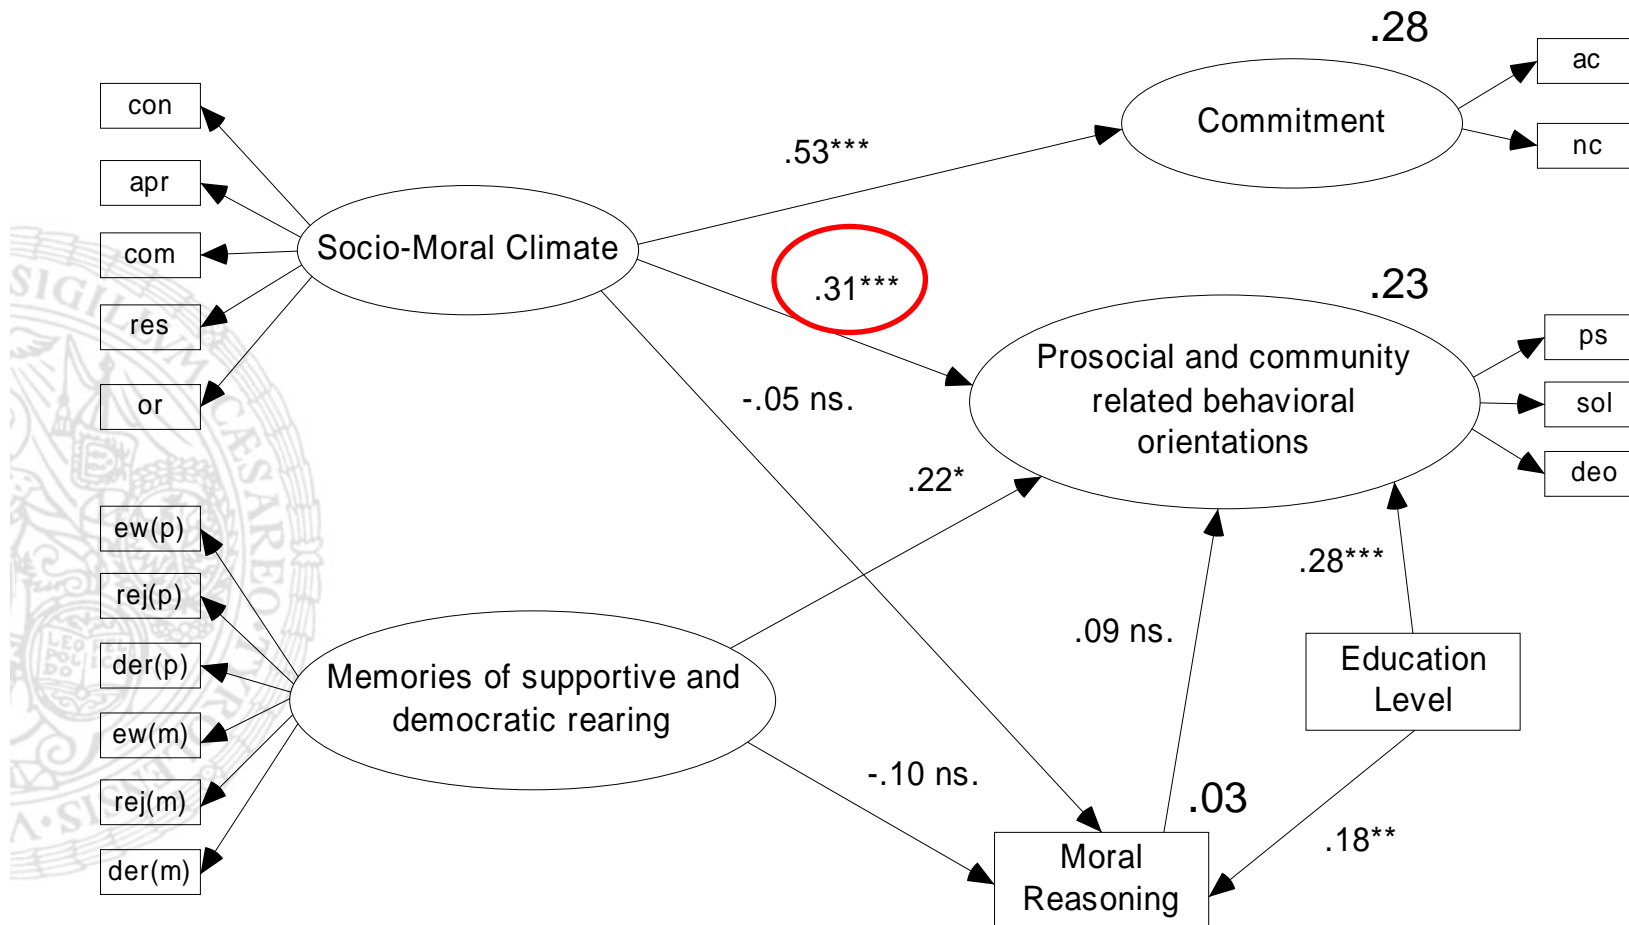 .28
ac
con
Commitment
.53***
nc
apr
Socio-Moral Climate
com
.31***
.23
res
ps
Prosocial and community
related behavioral
orientations
or
-.05 ns.
sol
.22*
deo
ew(p)
.28***
rej(p)
.09 ns.
der(p)
Memories of supportive and
democratic rearing
Education
Level
ew(m)
-.10 ns.
rej(m)
.03
.18**
der(m)
Moral
Reasoning
SIGILLVM CÆSAREO